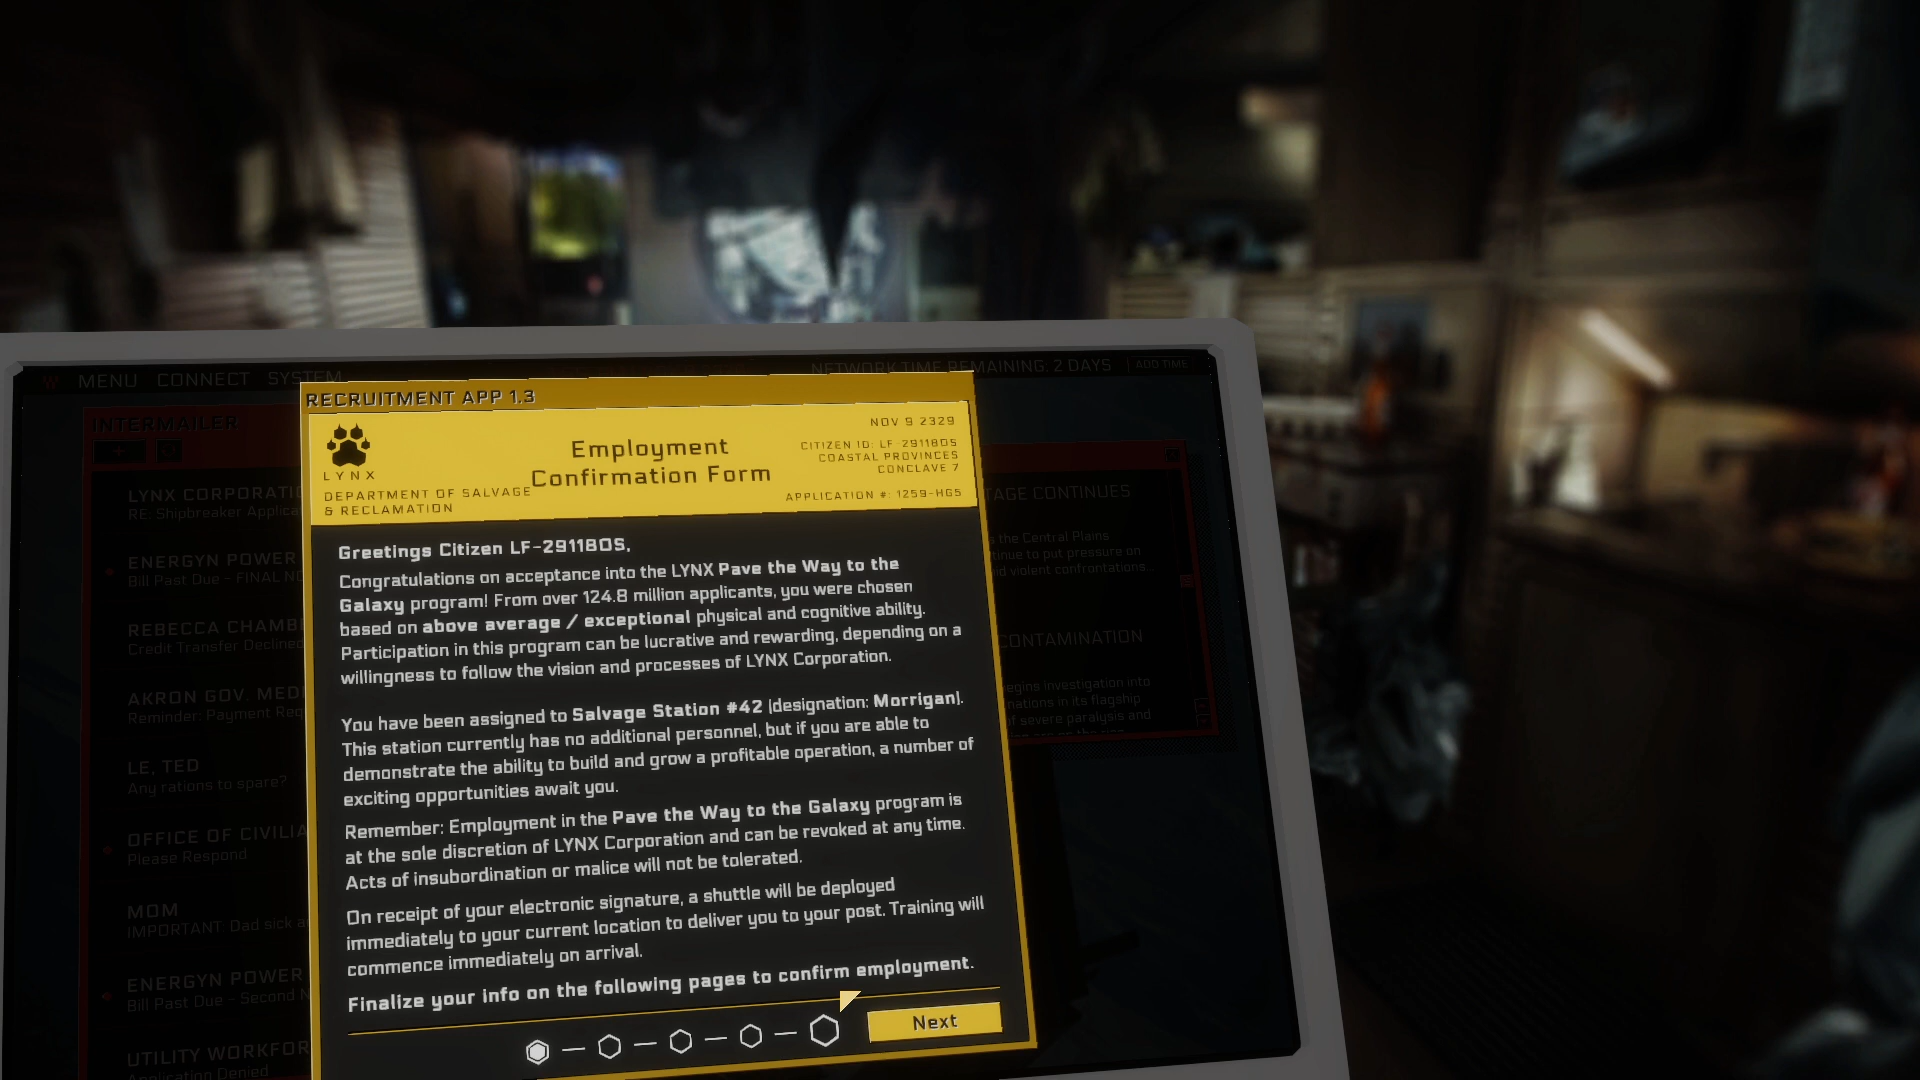 NETWORK TIME REMAINING: 2 DAYS
ADD TIME
MENU CONNECT SYSTEM
RECRUITMENT APP 1.3
LYNX
DEPARTMENT OF SALVAGE
& RECLAMATION
Employment
Confirmation Form
NOV 9 2329
CITIZEN ID: LF-2911BOS
COASTAL PROVINCES
CONCLAVE 7
APPLICATION #: 1259-HG5
Greetings Citizen LF-2911BOS,
Congratulations on acceptance into the LYNX Pave the Way to the
Galaxy program! From over 124.8 million applicants, you were chosen
based on above average / exceptional physical and cognitive ability.
Participation in this program can be lucrative and rewarding, depending on a
willingness to follow the vision and processes of LYNX Corporation.
You have been assigned to Salvage Station #42 (designation: Morrigan).
This station currently has no additional personnel, but if you are able to
demonstrate the ability to build and grow a profitable operation, a number of
exciting opportunities await you.
Remember: Employment in the Pave the Way to the Galaxy program is
at the sole discretion of LYNX Corporation and can be revoked at any time.
Acts of insubordination or malice will not be tolerated.
On receipt of your electronic signature, a shuttle will be deployed
immediately to your current location to deliver you to your post. Training will
commence immediately on arrival.
Finalize your info on the following pages to confirm employment.
Next
INTERMAILER
LYNX CORPORATI
RE: Shipbreaker Applica
ENERGYN POWER
Bill Past Due - FINAL NO
REBECCA CHAMB
Credit Transfer Declined
AKRON GOV. MEDI
Reminder: Payment Req
LE, TED
Any rations to spare?
OFFICE OF CIVILIA
Please Respond
MOM
IMPORTANT: Dad sick a
ENERGYN POWER
Bill Past Due - Second N
UTILITY WORKFOR
Application Denied
TAGE CONTINUES
the Central Plains
tinue to put pressure on
id violent confrontations...
CONTAMINATION
egins investigation into
nations in its flagship
of severe paralysis and